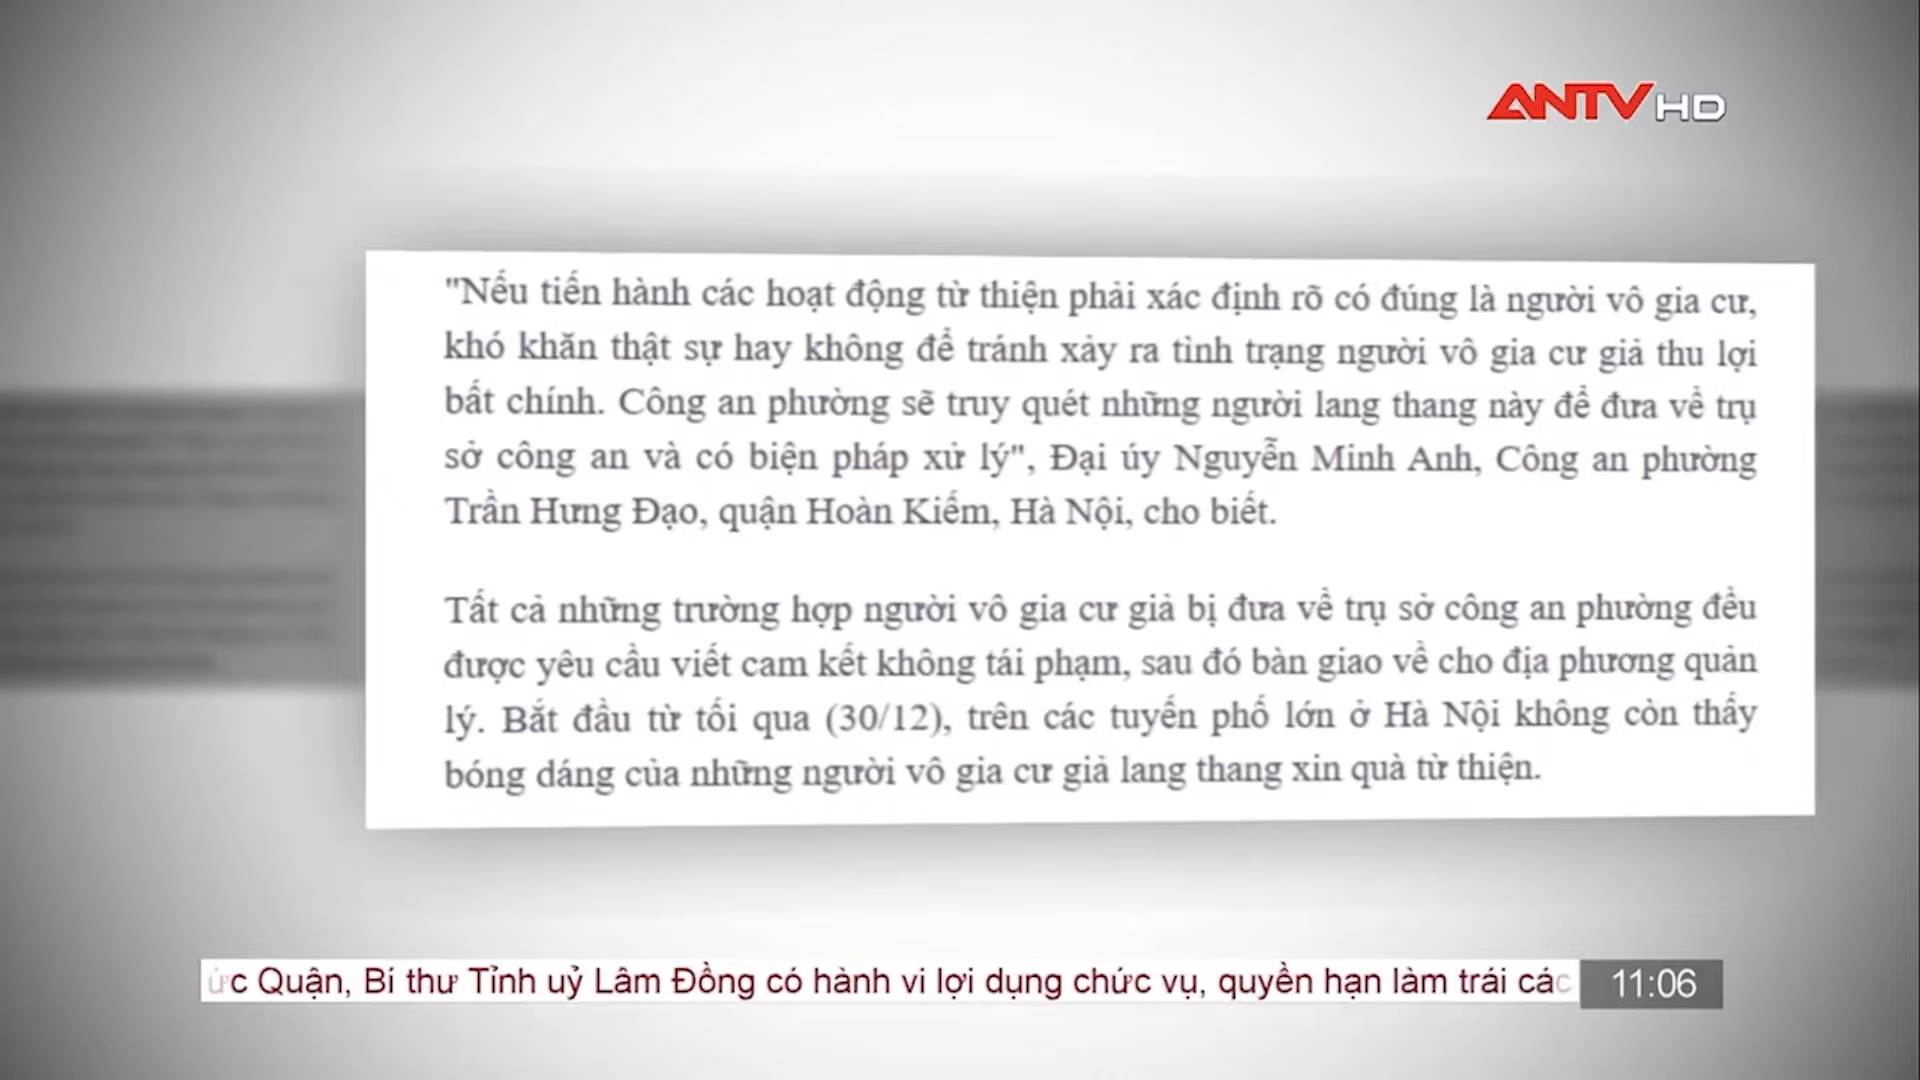 ANTV HD
"Nếu tiến hành các hoạt động từ thiện phải xác định rõ có đúng là người vô gia cư,
khó khăn thật sự hay không để tránh xảy ra tình trạng người vô gia cư giả thu lợi
bất chính. Công an phường sẽ truy quét những người lang thang này để đưa về trụ
sở công an và có biện pháp xử lý", Đại úy Nguyễn Minh Anh, Công an phường
Trần Hưng Đạo, quận Hoàn Kiếm, Hà Nội, cho biết.
Tất cả những trường hợp người vô gia cư giả bị đưa về trụ sở công an phường đều
được yêu cầu viết cam kết không tái phạm, sau đó bàn giao về cho địa phương quản
lý. Bắt đầu từ tối qua (30/12), trên các tuyến phố lớn ở Hà Nội không còn thấy
bóng dáng của những người vô gia cư giả lang thang xin quà từ thiện.
ức Quận, Bí thư Tỉnh uỷ Lâm Đồng có hành vi lợi dụng chức vụ, quyền hạn làm trái các 11:06